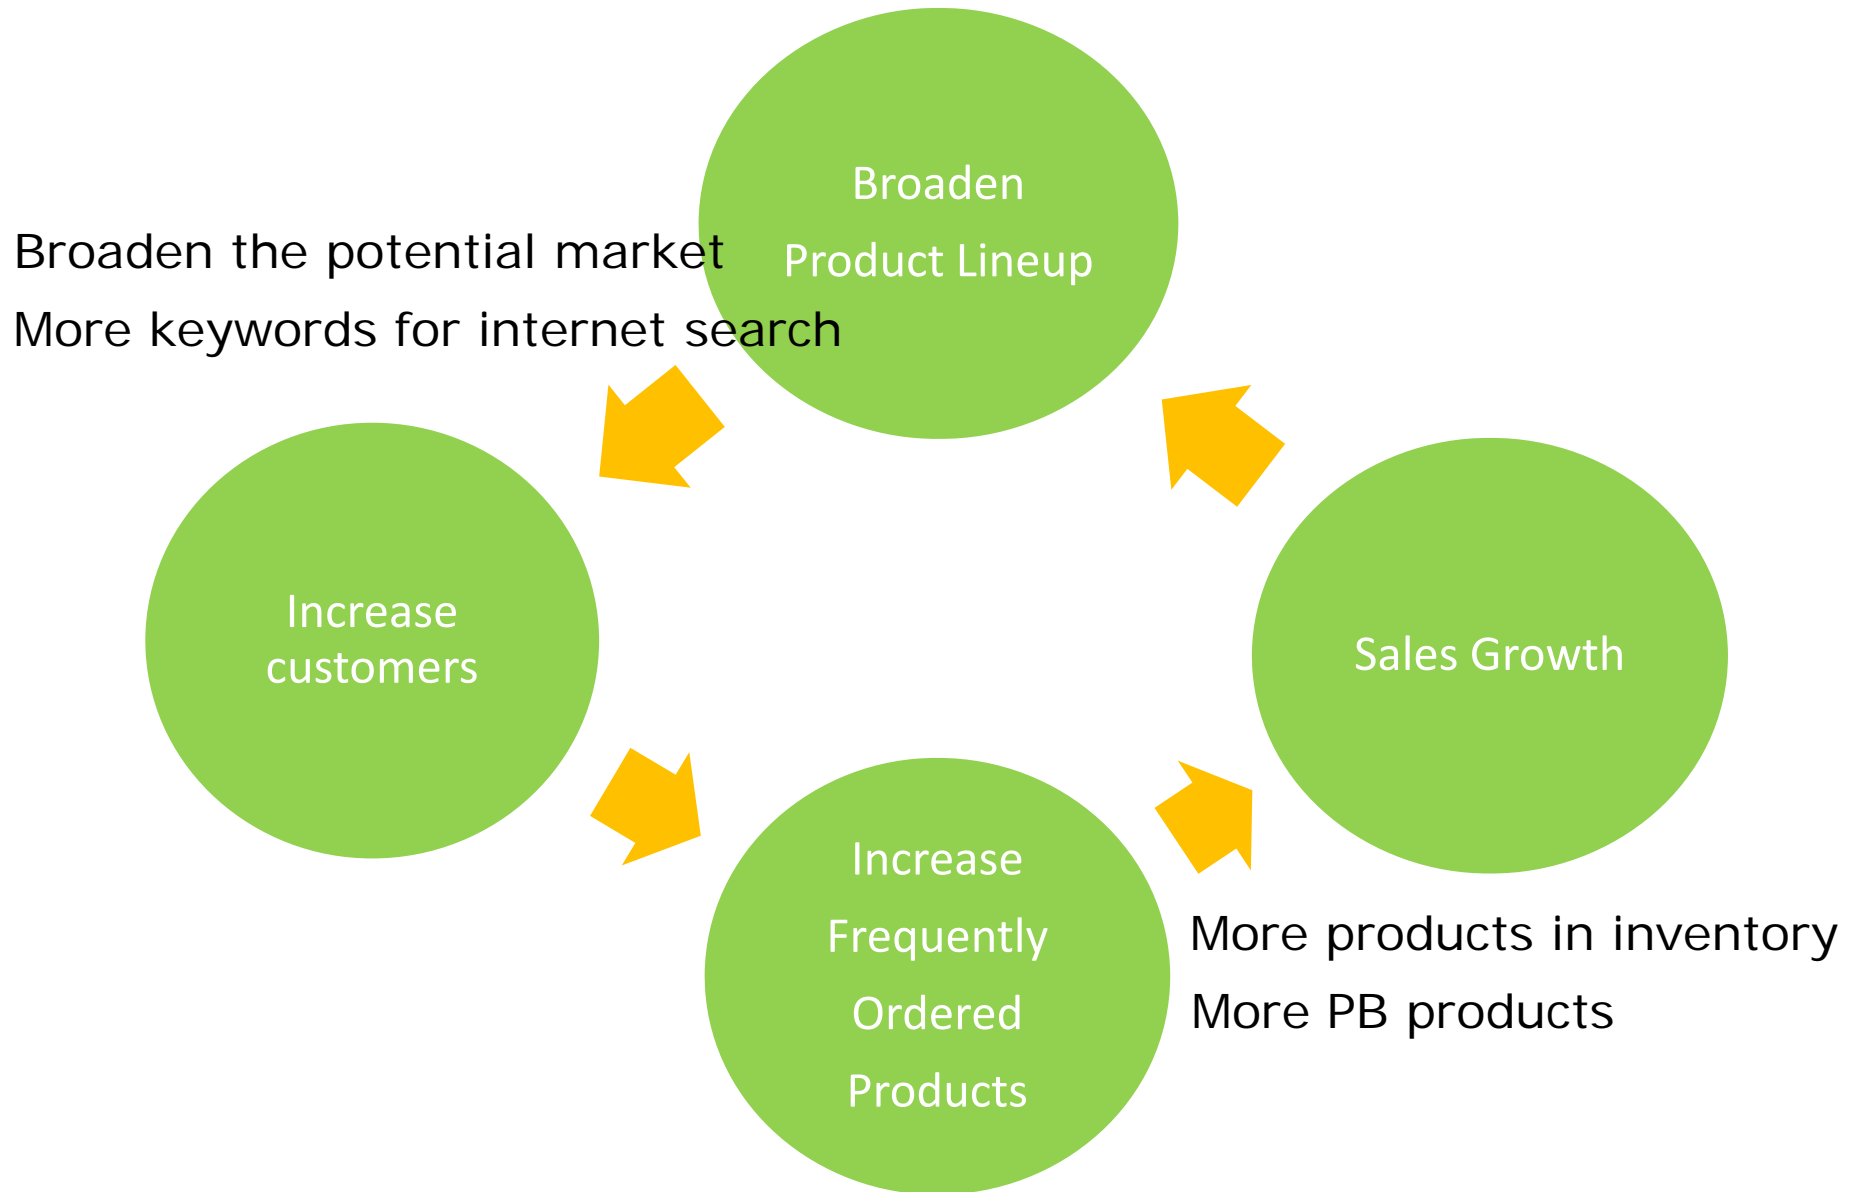 Broaden
Product Lineup
Broaden the potential market
More keywords for internet search
Increase
customers
Sales Growth
Increase
Frequently
Ordered
Products
More products in inventory
More PB products